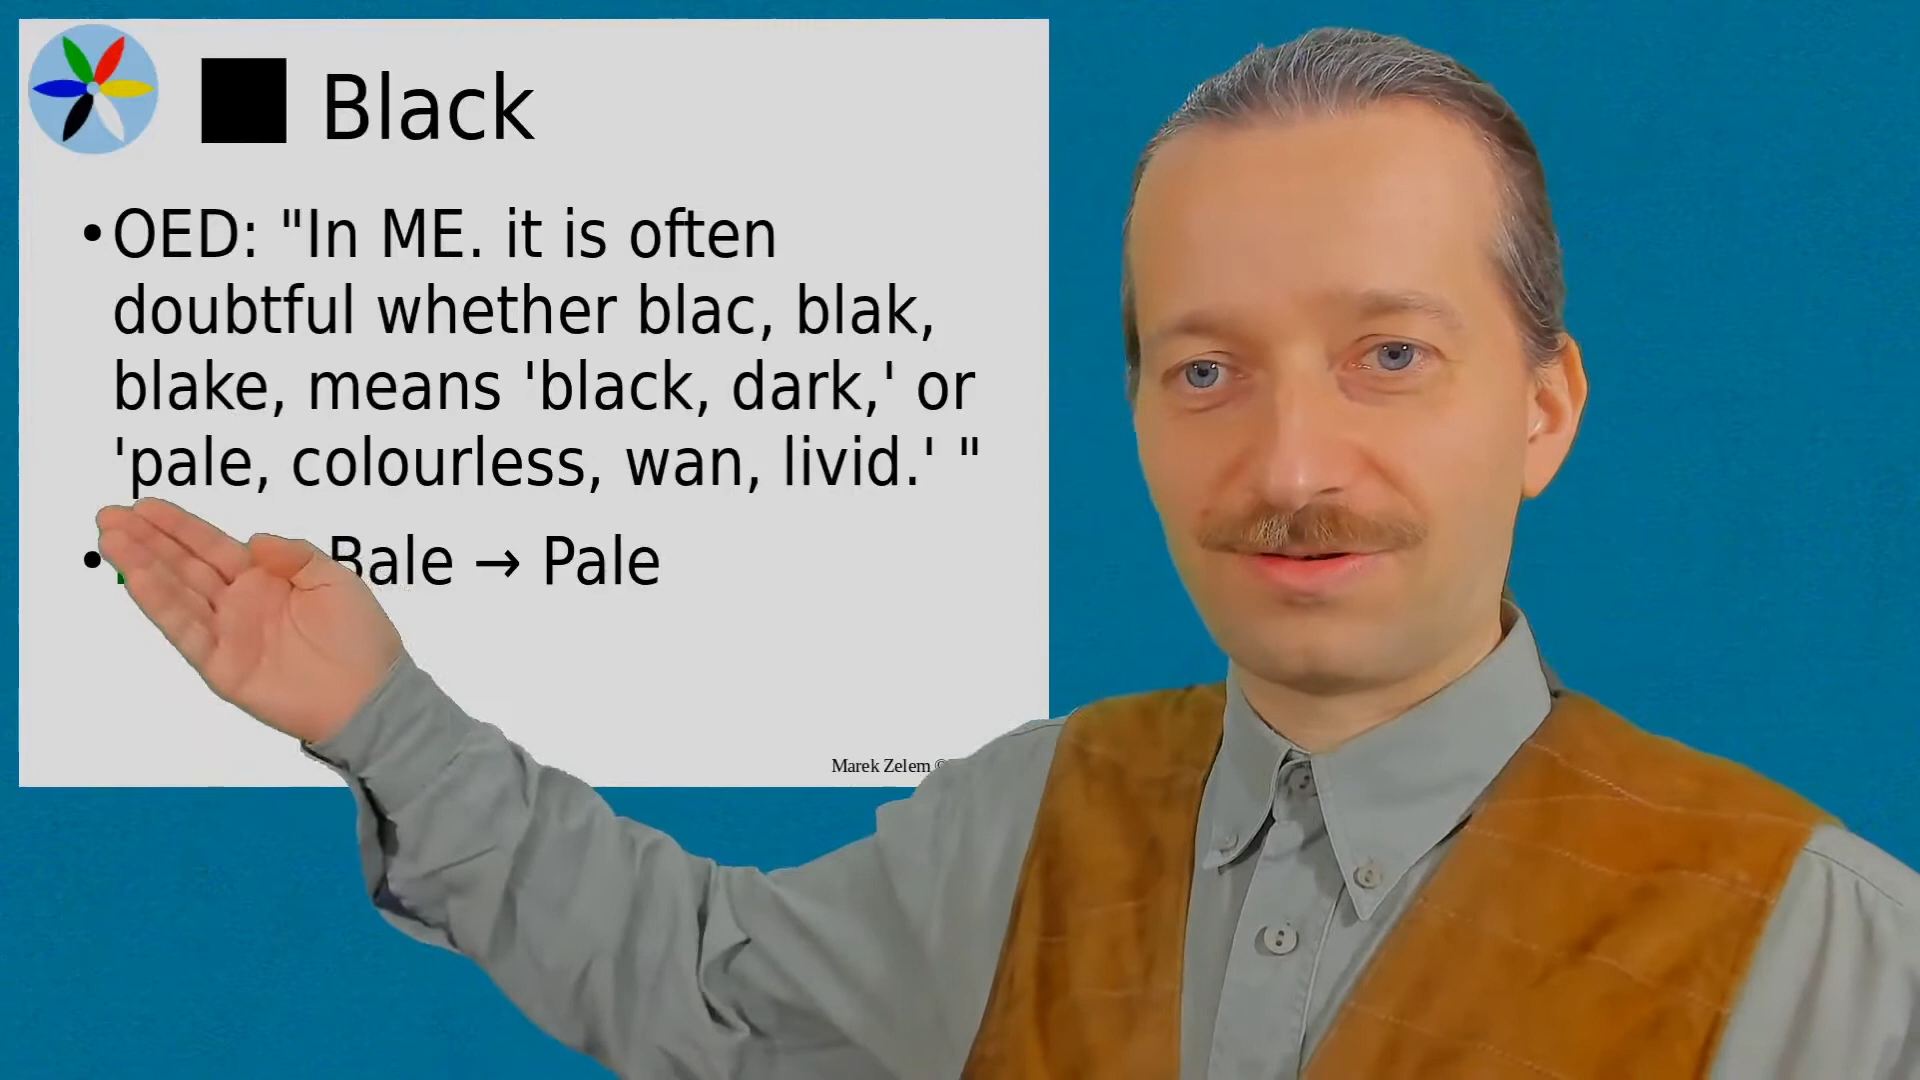 Black
• OED: "In ME. it is often
doubtful whether blac, blak,
blake, means 'black, dark,' or
'pale, colourless, wan, livid.' "
• Bale → Pale
Marek Zelem